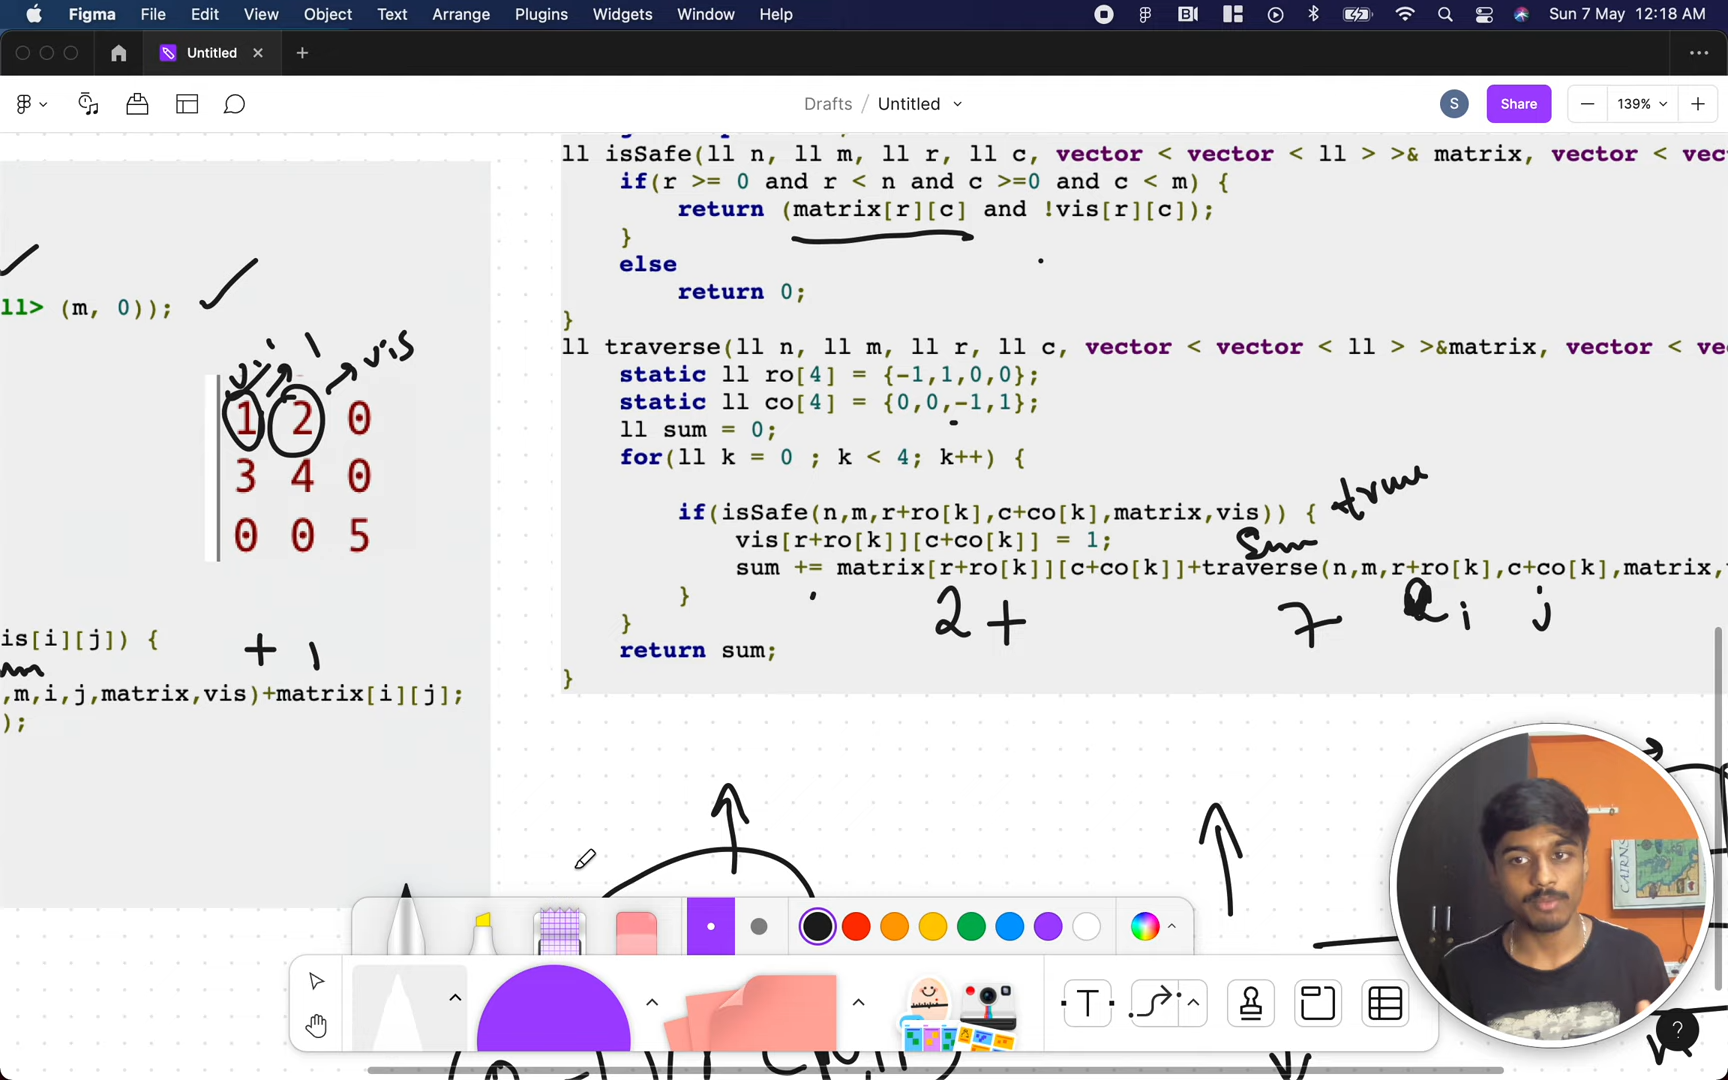 Figma File Edit View Object Text Arrange Plugins Widgets Window Help Sun 7 May 12:18 AM
Untitled
Drafts / Untitled
S
Share
139%
ll isSafe(ll n, ll m, ll r, ll c, vector < vector < ll > >& matrix, vector < vec
if(r >= 0 and r < n and c >=0 and c < m) {
return (matrix[r][c] and !vis[r][c]);
}
else
return 0;
}
ll traverse(ll n, ll m, ll r, ll c, vector < vector < ll > >&matrix, vector < ve
static ll ro[4] = {-1,1,0,0};
static ll co[4] = {0,0,-1,1};
ll sum = 0;
for(ll k = 0 ; k < 4; k++) {
if(isSafe(n,m,r+ro[k],c+co[k],matrix,vis)) {
true
vis[r+ro[k]][c+co[k]] = 1;
sum
sum += matrix[r+ro[k]][c+co[k]]+traverse(n,m,r+ro[k],c+co[k],matrix,
}
2 + 7 i j
}
return sum;
}
ll> (m, 0));
vi 1 vis
1 2 0
3 4 0
0 0 5
is[i][j]) {
+ 1
,m,i,j,matrix,vis)+matrix[i][j];
);
T
CAIRNS
?